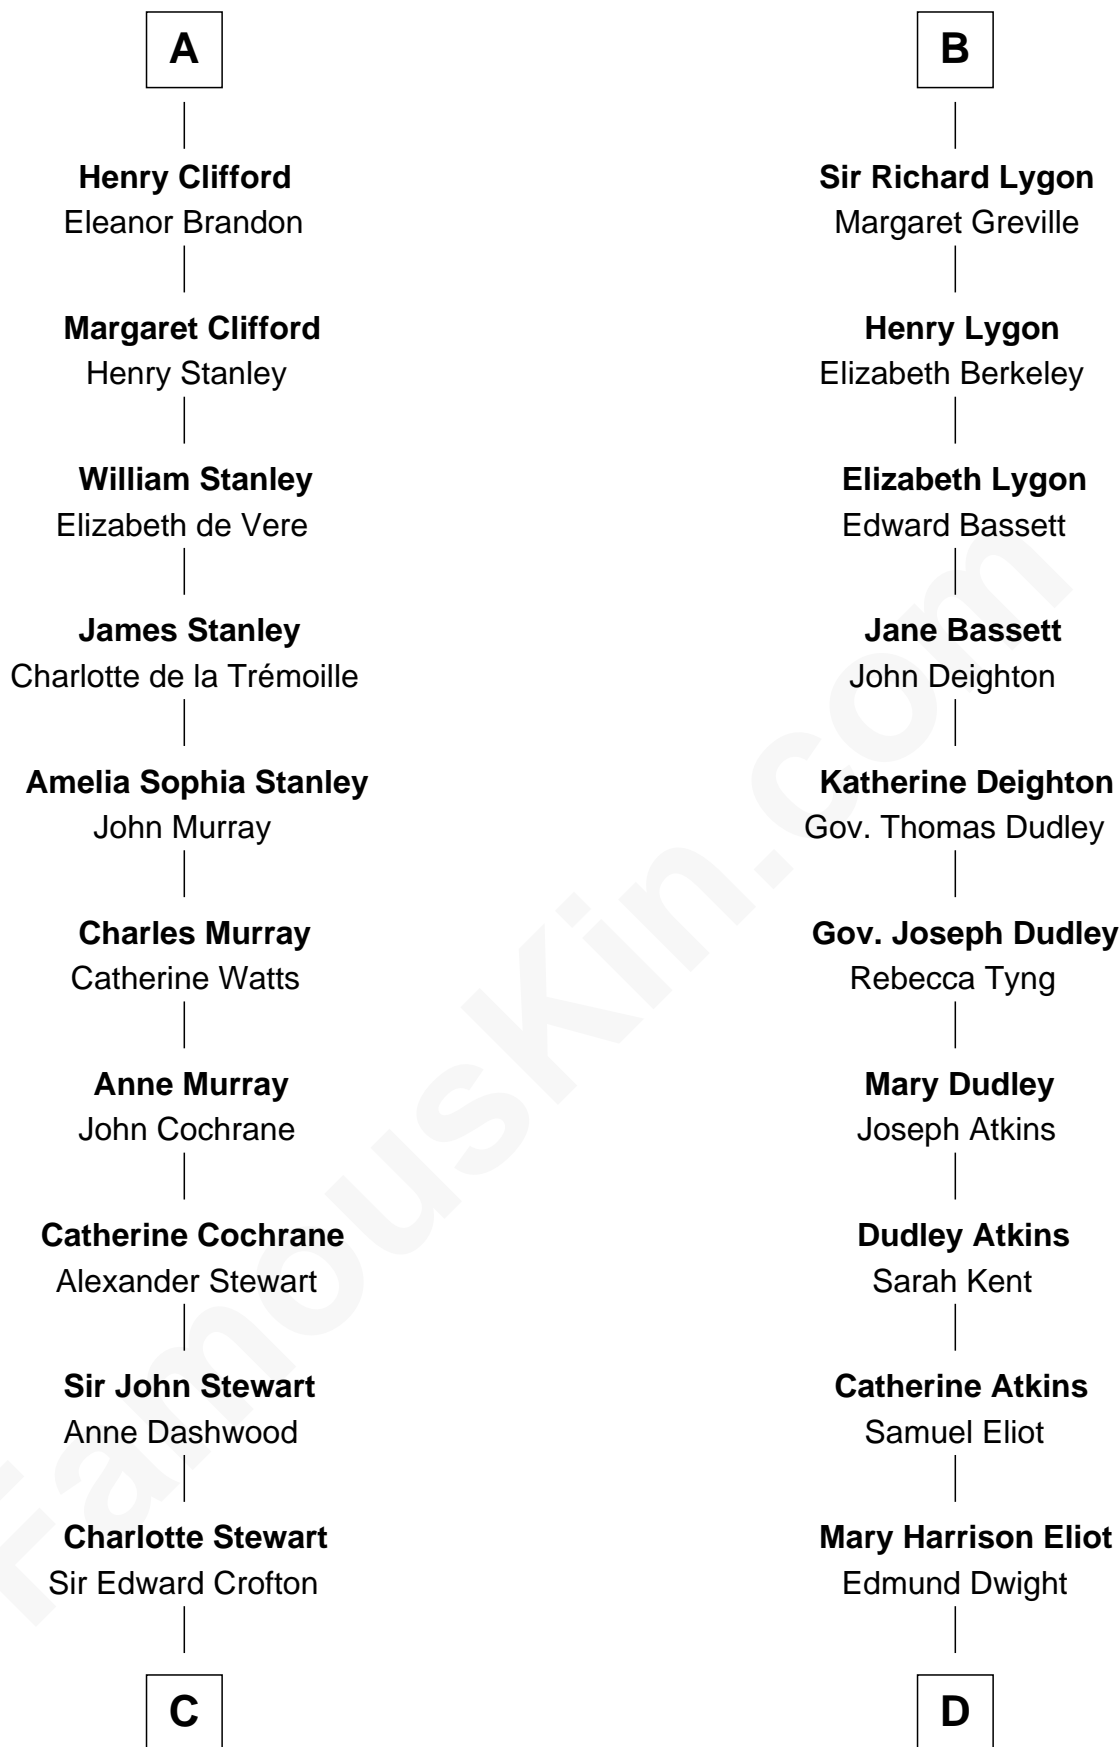 A
Henry Clifford
Eleanor Brandon
Margaret Clifford
Henry Stanley
William Stanley
Elizabeth de Vere
James Stanley
Charlotte de la Trémoille
Amelia Sophia Stanley
John Murray
Charles Murray
Catherine Watts
Anne Murray
John Cochrane
Catherine Cochrane
Alexander Stewart
Sir John Stewart
Anne Dashwood
Charlotte Stewart
Sir Edward Crofton
C
B
Sir Richard Lygon
Margaret Greville
Henry Lygon
Elizabeth Berkeley
Elizabeth Lygon
Edward Bassett
Jane Bassett
John Deighton
Katherine Deighton
Gov. Thomas Dudley
Gov. Joseph Dudley
Rebecca Tyng
Mary Dudley
Joseph Atkins
Dudley Atkins
Sarah Kent
Catherine Atkins
Samuel Eliot
Mary Harrison Eliot
Edmund Dwight
D
FamousKin.com